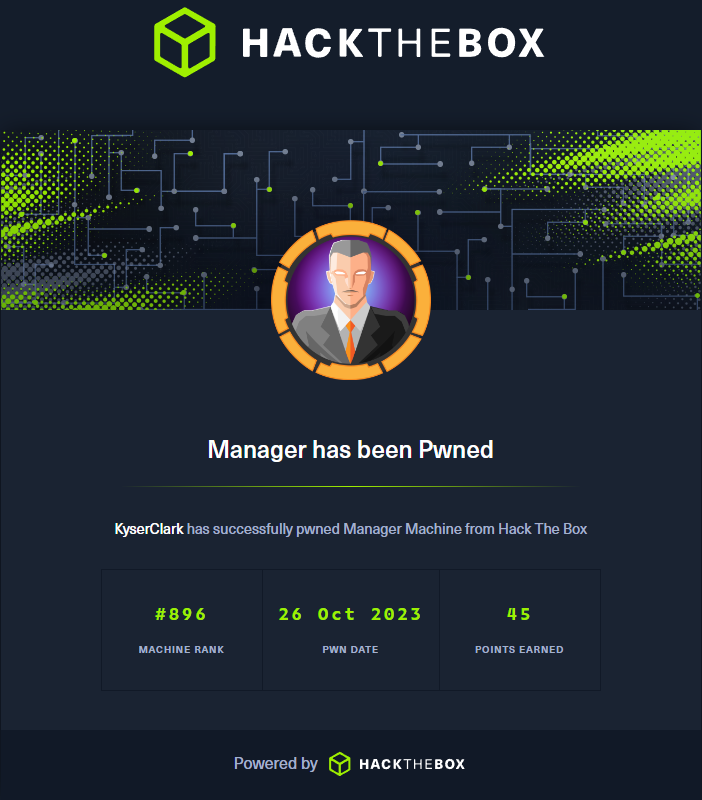 HACKTHEBOX
Manager has been Pwned
KyserClark has successfully pwned Manager Machine from Hack The Box
#896
MACHINE RANK
26 Oct 2023
PWN DATE
45
POINTS EARNED
Powered by HACKTHEBOX